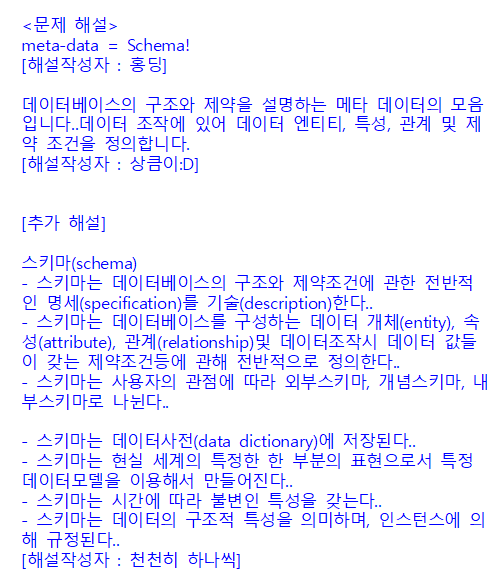 <문제 해설>
meta-data = Schema!
[해설작성자 : 홍딩]
데이터베이스의 구조와 제약을 설명하는 메타 데이터의 모음
입니다..데이터 조작에 있어 데이터 엔티티, 특성, 관계 및 제
약 조건을 정의합니다.
[해설작성자 : 상큼이:D]
[추가 해설]
스키마(schema)
- 스키마는 데이터베이스의 구조와 제약조건에 관한 전반적
인 명세(specification)를 기술(description)한다..
- 스키마는 데이터베이스를 구성하는 데이터 개체(entity), 속
성(attribute), 관계(relationship)및 데이터조작시 데이터 값들
이 갖는 제약조건등에 관해 전반적으로 정의한다..
- 스키마는 사용자의 관점에 따라 외부스키마, 개념스키마, 내
부스키마로 나뉜다..
- 스키마는 데이터사전(data dictionary)에 저장된다..
- 스키마는 현실 세계의 특정한 한 부분의 표현으로서 특정
데이터모델을 이용해서 만들어진다..
- 스키마는 시간에 따라 불변인 특성을 갖는다..
- 스키마는 데이터의 구조적 특성을 의미하며, 인스턴스에 의
해 규정된다..
[해설작성자 : 천천히 하나씩]